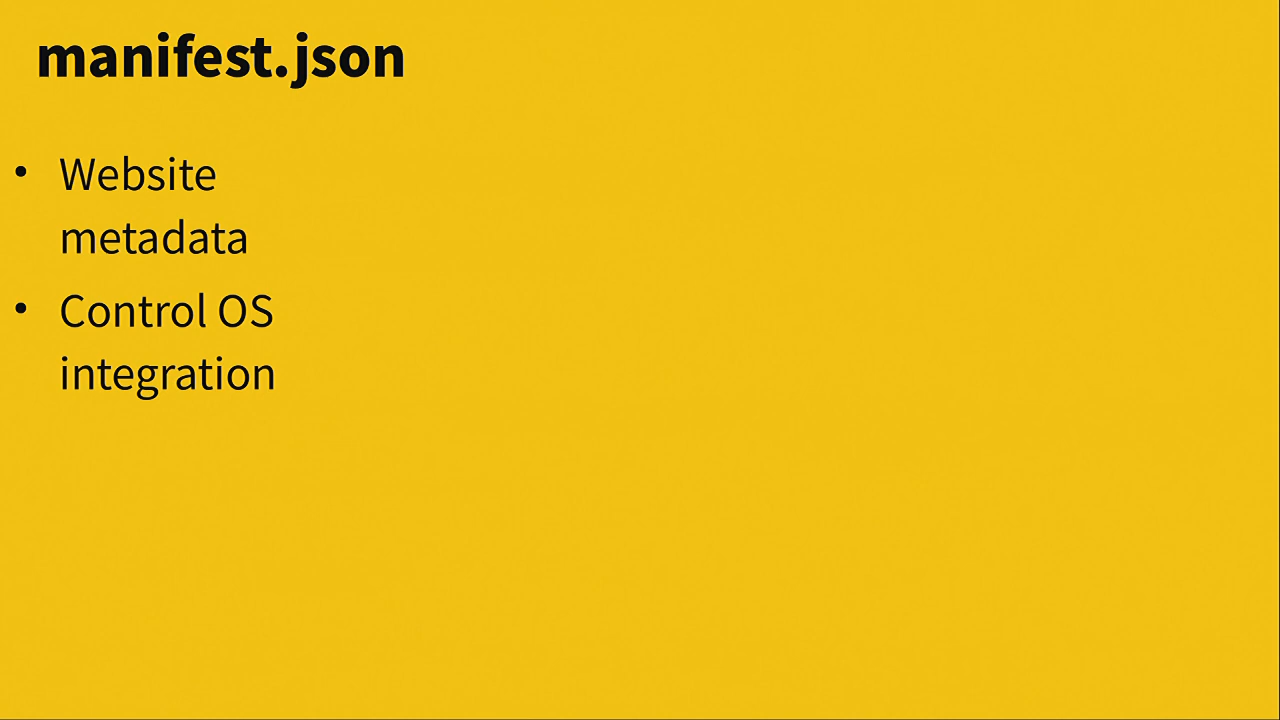 manifest.json
• Website
metadata
• Control OS
integration